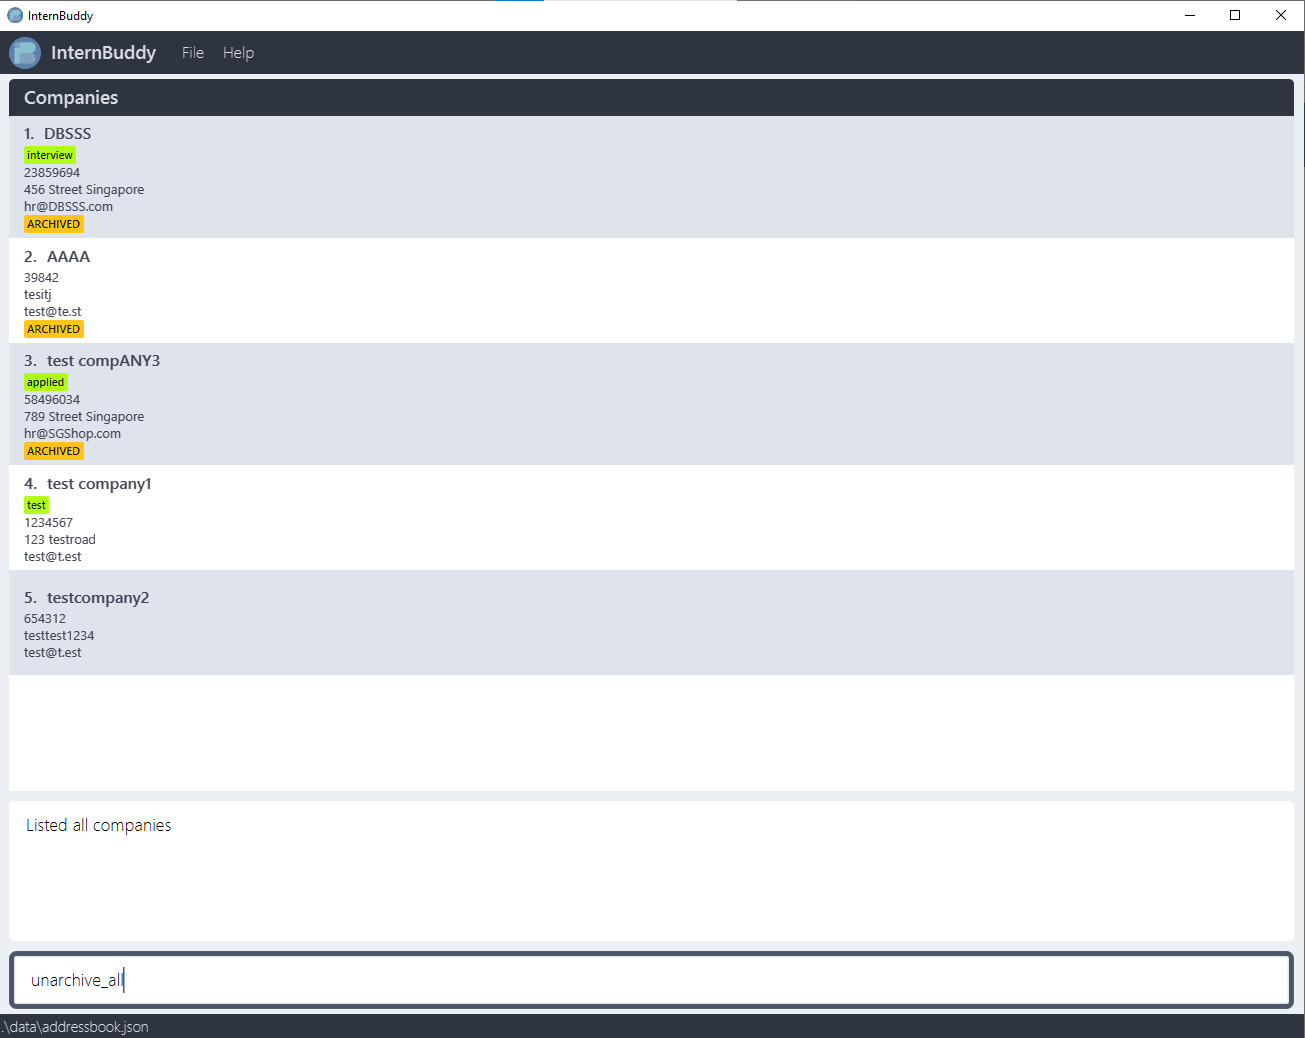 InternBuddy
InternBuddy File Help
Companies
1. DBSSS
interview
23859694
456 Street Singapore
hr@DBSSS.com
ARCHIVED
2. AAAA
39842
tesitj
test@te.st
ARCHIVED
3. test compANY3
applied
58496034
789 Street Singapore
hr@SGShop.com
ARCHIVED
4. test company1
test
1234567
123 testroad
test@t.est
5. testcompany2
654312
testtest1234
test@t.est
Listed all companies
unarchive_all
.\data\addressbook.json